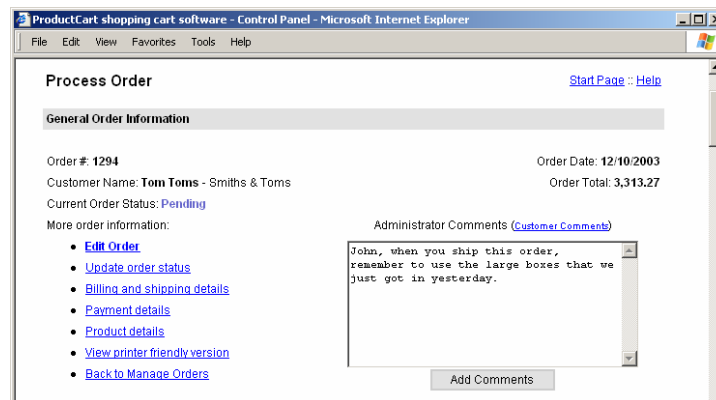 ProductCart shopping cart software - Control Panel - Microsoft Internet Explorer
File Edit View Favorites Tools Help
Process Order
Start Page :: Help
General Order Information
Order #: 1294
Order Date: 12/10/2003
Customer Name: Tom Toms - Smiths & Toms
Order Total: 3,313.27
Current Order Status: Pending
More order information:
Administrator Comments (Customer Comments)
Edit Order
Update order status
Billing and shipping details
Payment details
Product details
View printer friendly version
Back to Manage Orders
John, when you ship this order,
remember to use the large boxes that we
just got in yesterday.
Add Comments